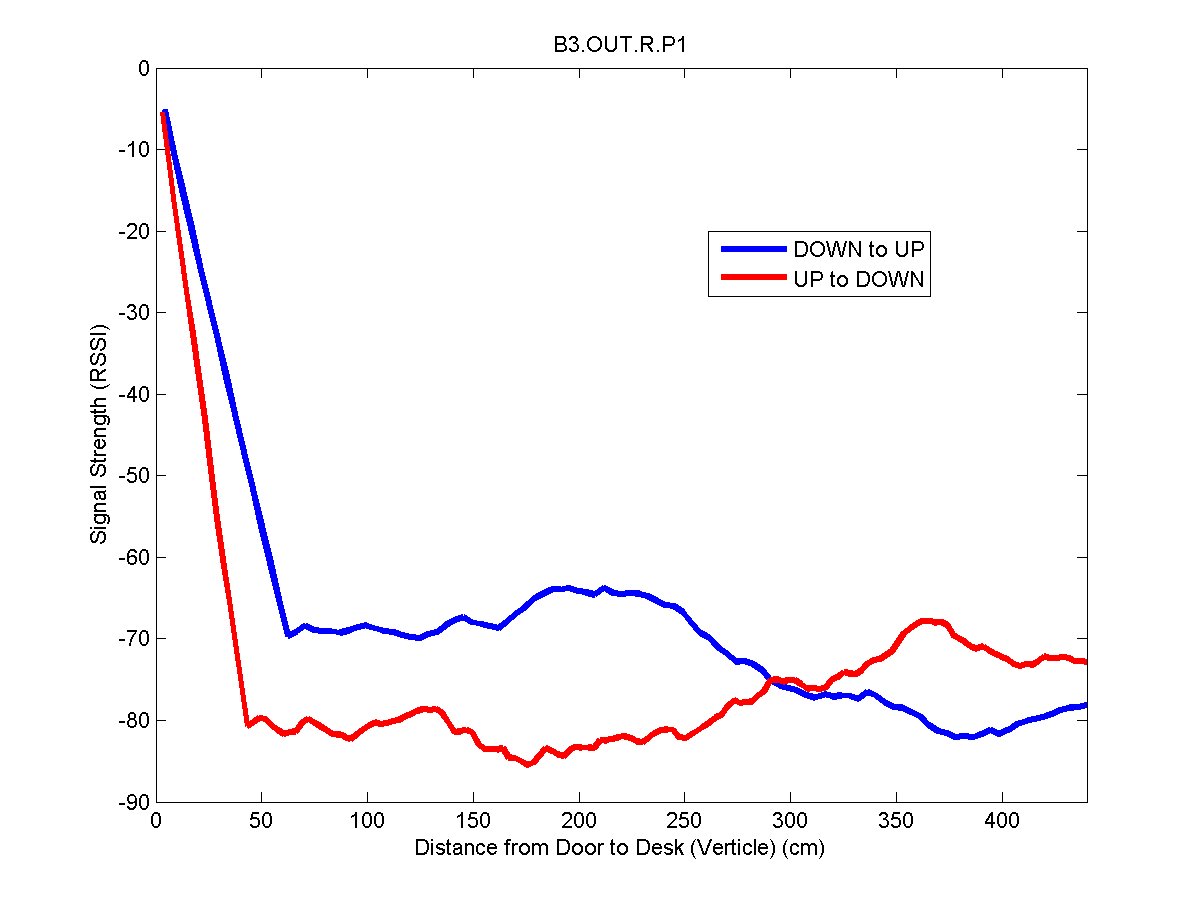 B3.OUT.R.P1
0
-10
-20
-30
-40
-50
-60
-70
-80
-90
Signal Strength (RSSI)
DOWN to UP
UP to DOWN
0 50 100 150 200 250 300 350 400
Distance from Door to Desk (Verticle) (cm)